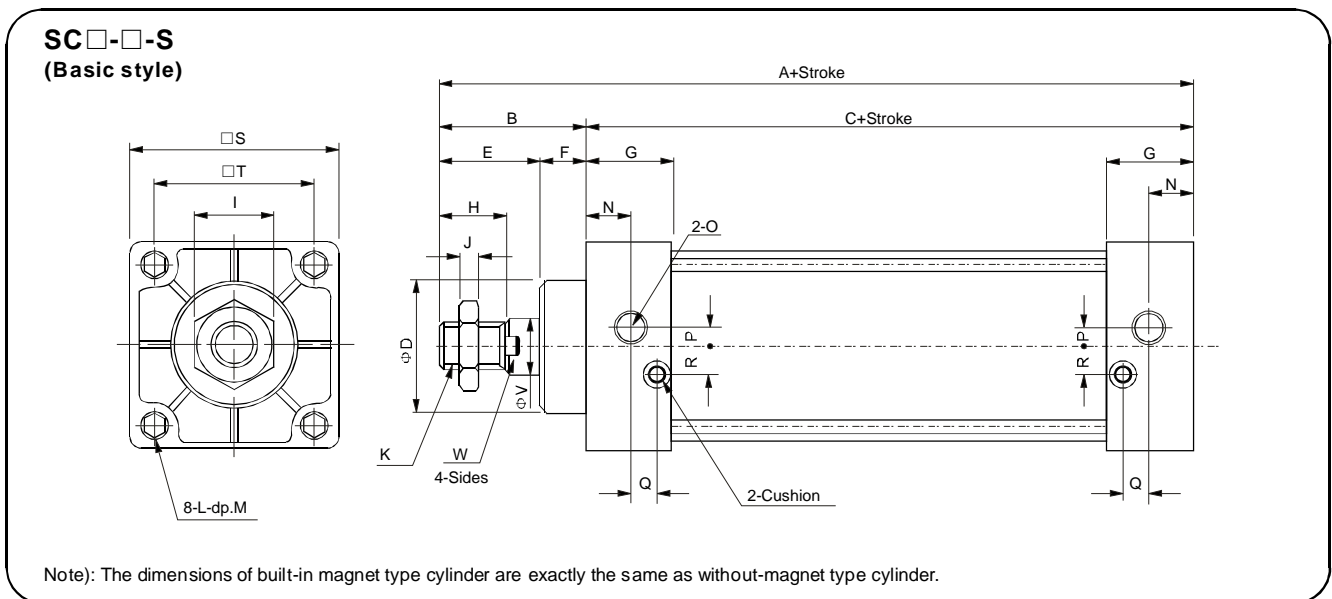 SC□-□-S
(Basic style)
A+Stroke
B
C+Stroke
□S
E
F
G
G
□T
N
N
I
H
J
2-O
ΦD
P
R
P
R
ΦV
K
W
4-Sides
Q
2-Cushion
Q
8-L-dp.M
Note): The dimensions of built-in magnet type cylinder are exactly the same as without-magnet type cylinder.